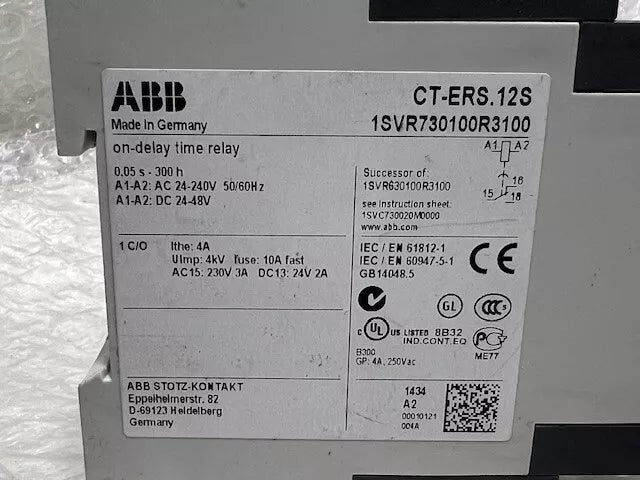 ABB
Made in Germany
CT-ERS.12S
1SVR730100R3100
on-delay time relay
0.05 s - 300 h
A1-A2: AC 24-240V 50/60Hz
A1-A2: DC 24-48V
Successor of:
1SVR630100R3100
see instruction sheet:
1SVC730020M0000
www.abb.com
A1 A2
16
15 18
1 C/O Ithe: 4A
Uimp: 4kV fuse: 10A fast
AC15: 230V 3A DC13: 24V 2A
IEC / EN 61812-1
IEC / EN 60947-5-1
GB14048.5
CE
GL
CCC S
C UL US LISTED 8B32
IND.CONT.EQ
ME77
B300
GP: 4A, 250Vac
ABB STOTZ-KONTAKT
Eppelheimerstr. 82
D-69123 Heidelberg
Germany
1434
A2
00010121
004A